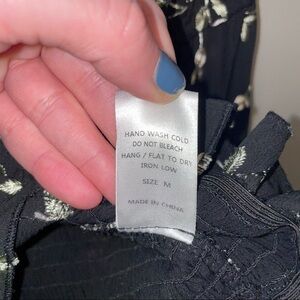 HAND WASH COLD
DO NOT BLEACH
HANG / FLAT TO DRY
IRON LOW
SIZE M
MADE IN CHINA